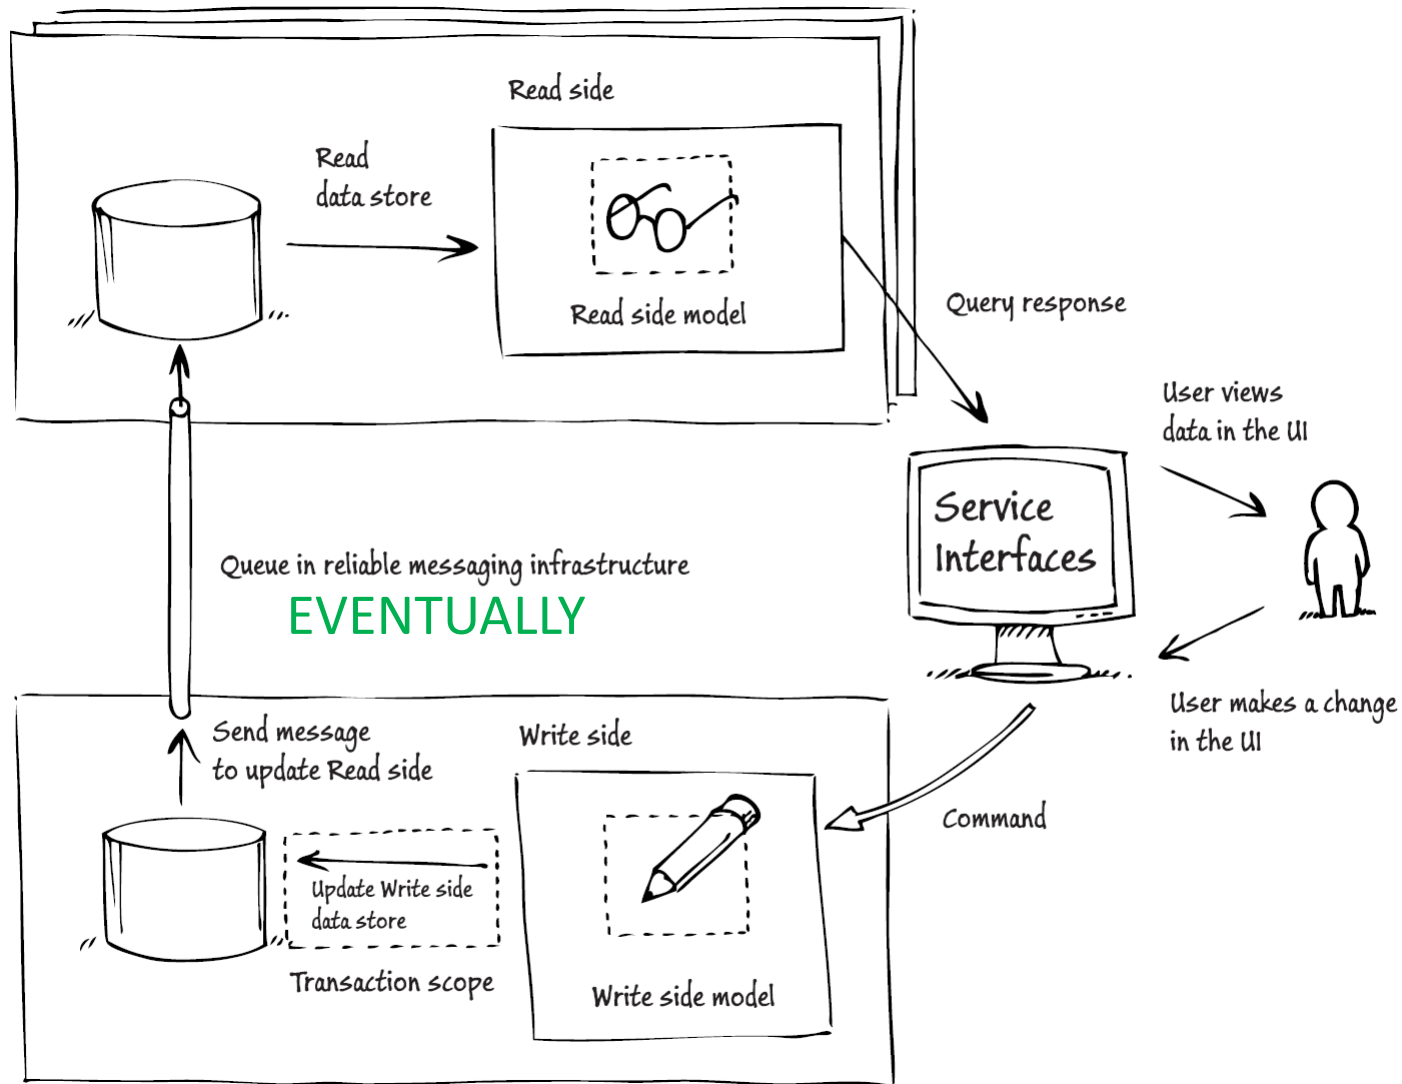 Read side
Read
data store
Read side model
Query response
User views
data in the UI
Service
Interfaces
Queue in reliable messaging infrastructure
EVENTUALLY
User makes a change
in the UI
Send message
to update Read side
Write side
Command
Update Write side
data store
Transaction scope
Write side model